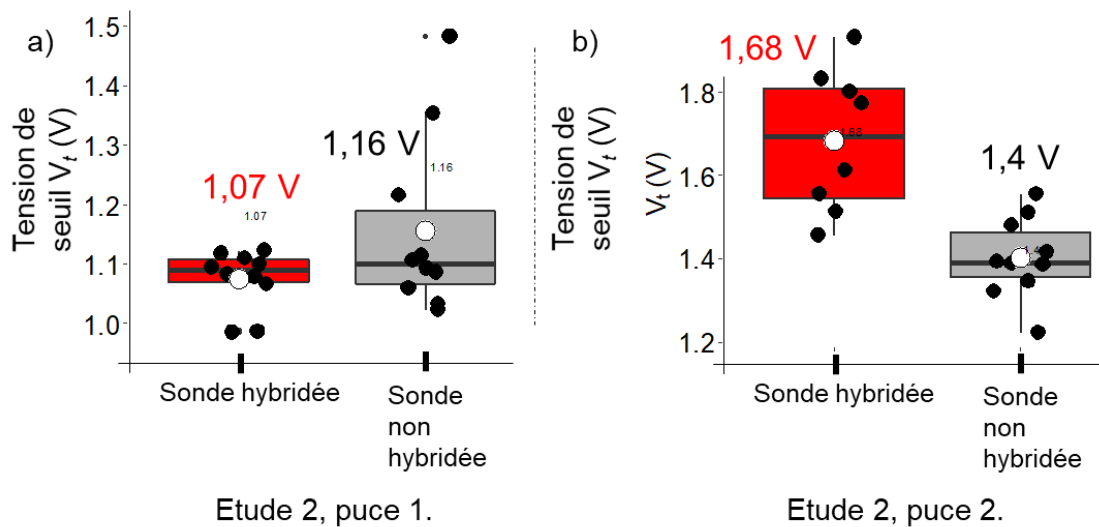 a)
Tension de
seuil Vt (V)
1.5
1.4
1.3
1.2
1.1
1.0
1,07 V
1.07
1,16 V
1.16
Sonde hybridée
Sonde
non
hybridée
Etude 2, puce 1.
b)
Tension de
seuil Vt (V)
Vt (V)
1.8
1.6
1.4
1.2
1,68 V
1.68
1,4 V
1.4
Sonde hybridée
Sonde
non
hybridée
Etude 2, puce 2.